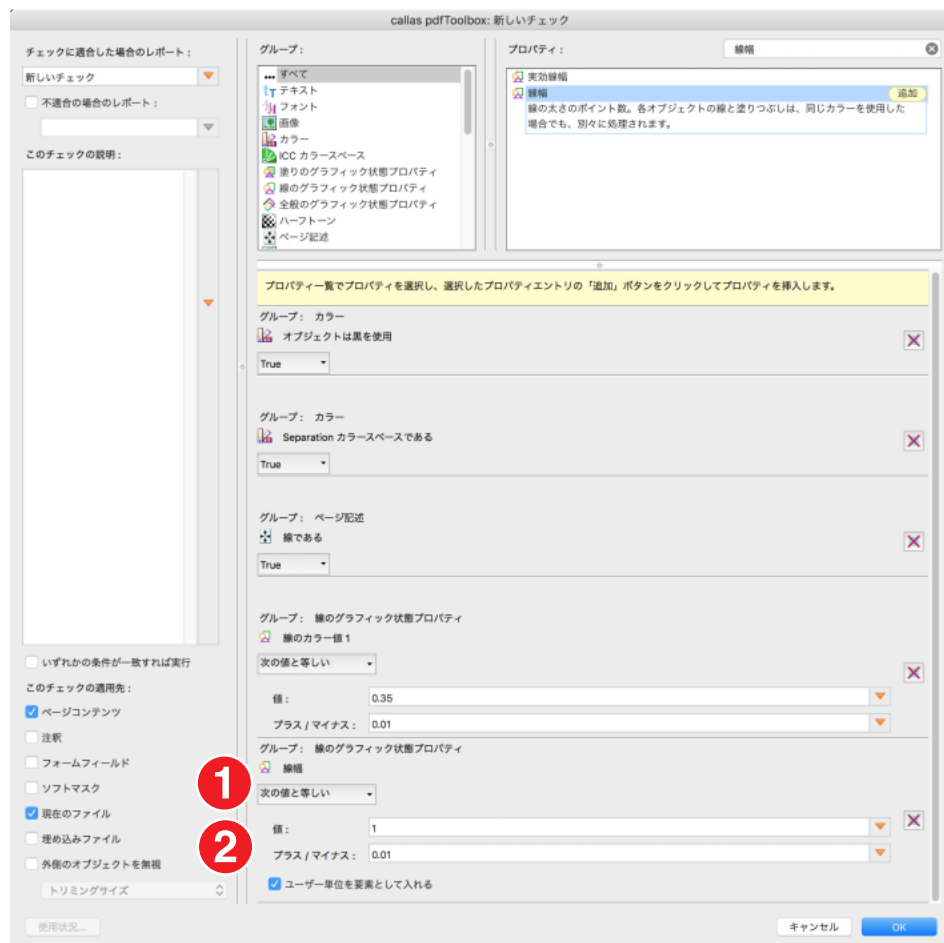 callas pdfToolbox: 新しいチェック
チェックに適合した場合のレポート：
新しいチェック
不適合の場合のレポート：
このチェックの説明：
いずれかの条件が一致すれば実行
このチェックの適用先：
ページコンテンツ
注釈
フォームフィールド
ソフトマスク
現在のファイル
埋め込みファイル
外側のオブジェクトを無視
トリミングサイズ
使用状況...
グループ：
すべて
テキスト
フォント
画像
カラー
ICC カラースペース
塗りのグラフィック状態プロパティ
線のグラフィック状態プロパティ
全般のグラフィック状態プロパティ
ハーフトーン
ページ記述
プロパティ：
線幅
実効線幅
線幅
追加
線の太さのポイント数。各オブジェクトの線と塗りつぶしは、同じカラーを使用した
場合でも、別々に処理されます。
プロパティ一覧でプロパティを選択し、選択したプロパティエントリの「追加」ボタンをクリックしてプロパティを挿入します。
グループ： カラー
オブジェクトは黒を使用
True
グループ： カラー
Separation カラースペースである
True
グループ： ページ記述
線である
True
グループ： 線のグラフィック状態プロパティ
線のカラー値 1
次の値と等しい
値： 0.35
プラス / マイナス： 0.01
グループ： 線のグラフィック状態プロパティ
線幅
1
次の値と等しい
2
値： 1
プラス / マイナス： 0.01
ユーザー単位を要素として入れる
キャンセル
OK